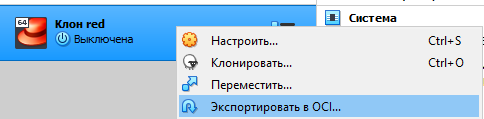 64
Клон red
Выключена
Система
Настроить... Ctrl+S
Клонировать... Ctrl+O
Переместить...
Экспортировать в OCI...